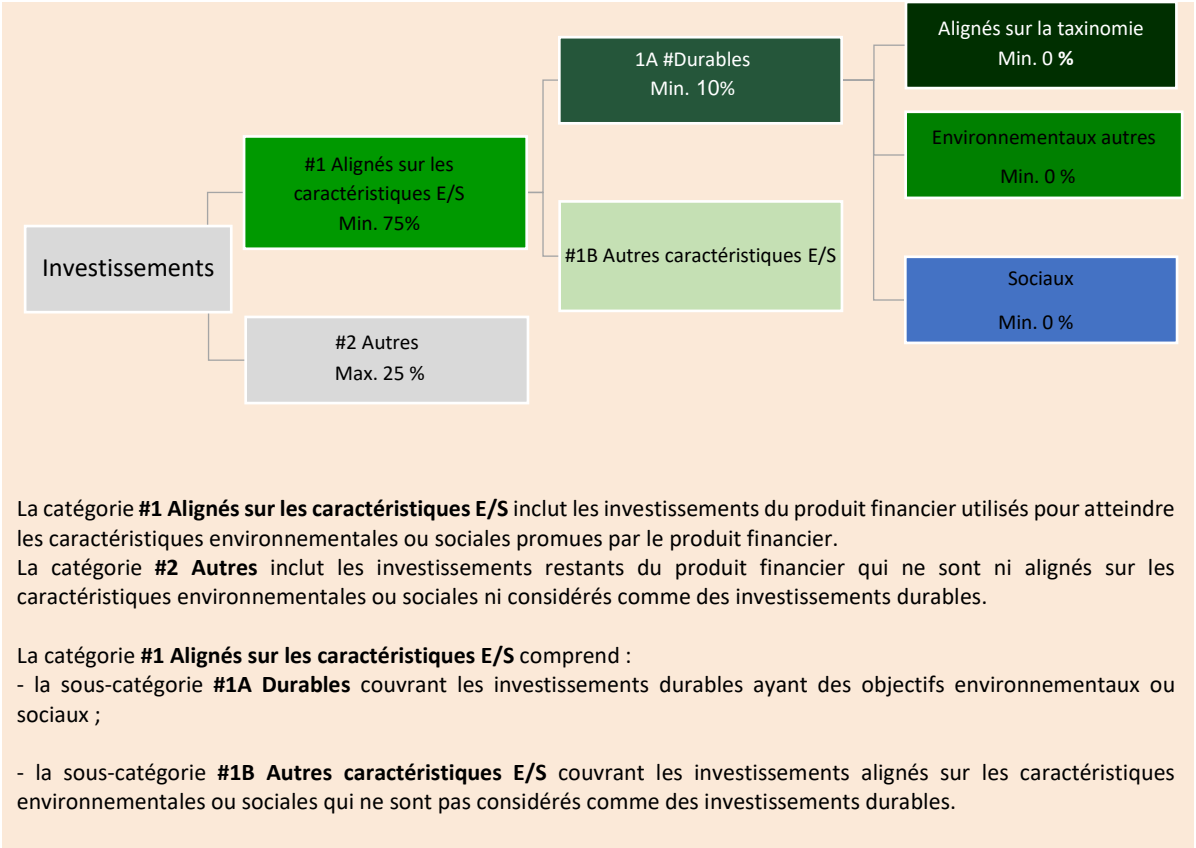 Alignés sur la taxinomie
Min. 0 %
1A #Durables
Min. 10%
Environnementaux autres
Min. 0 %
#1 Alignés sur les
caractéristiques E/S
Min. 75%
Investissements
#1B Autres caractéristiques E/S
Sociaux
Min. 0 %
#2 Autres
Max. 25 %
La catégorie #1 Alignés sur les caractéristiques E/S inclut les investissements du produit financier utilisés pour atteindre
les caractéristiques environnementales ou sociales promues par le produit financier.
La catégorie #2 Autres inclut les investissements restants du produit financier qui ne sont ni alignés sur les
caractéristiques environnementales ou sociales ni considérés comme des investissements durables.
La catégorie #1 Alignés sur les caractéristiques E/S comprend :
- la sous-catégorie #1A Durables couvrant les investissements durables ayant des objectifs environnementaux ou
sociaux ;
- la sous-catégorie #1B Autres caractéristiques E/S couvrant les investissements alignés sur les caractéristiques
environnementales ou sociales qui ne sont pas considérés comme des investissements durables.